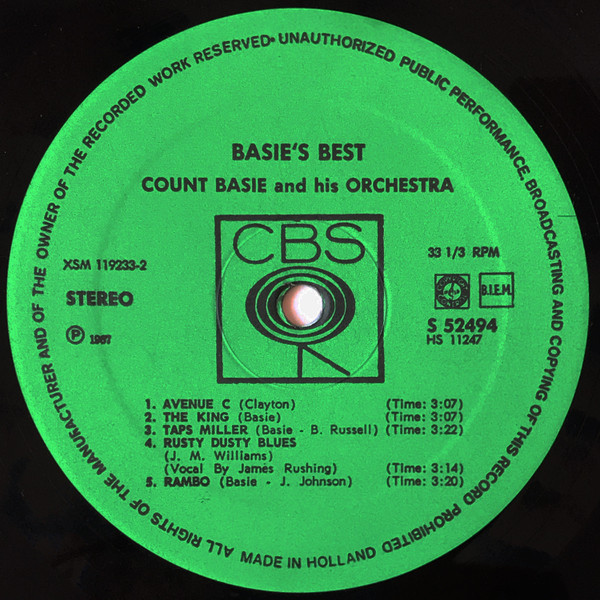 ALL RIGHTS OF THE MANUFACTURER AND OF THE OWNER OF THE RECORDED WORK RESERVED • UNAUTHORIZED PUBLIC PERFORMANCE, BROADCASTING AND COPYING OF THIS RECORD PROHIBITED
BASIE'S BEST
COUNT BASIE and his ORCHESTRA
CBS
XSM 119233-2
33 1/3 RPM
STEREO
B.I.E.M.
S 52494
HS 11247
Ⓟ 1967
1. AVENUE C (Clayton) (Time: 3:07)
2. THE KING (Basie) (Time: 3:07)
3. TAPS MILLER (Basie - B. Russell) (Time: 3:22)
4. RUSTY DUSTY BLUES
(J. M. Williams)
(Vocal By James Rushing) (Time: 3:14)
5. RAMBO (Basie - J. Johnson) (Time: 3:20)
MADE IN HOLLAND